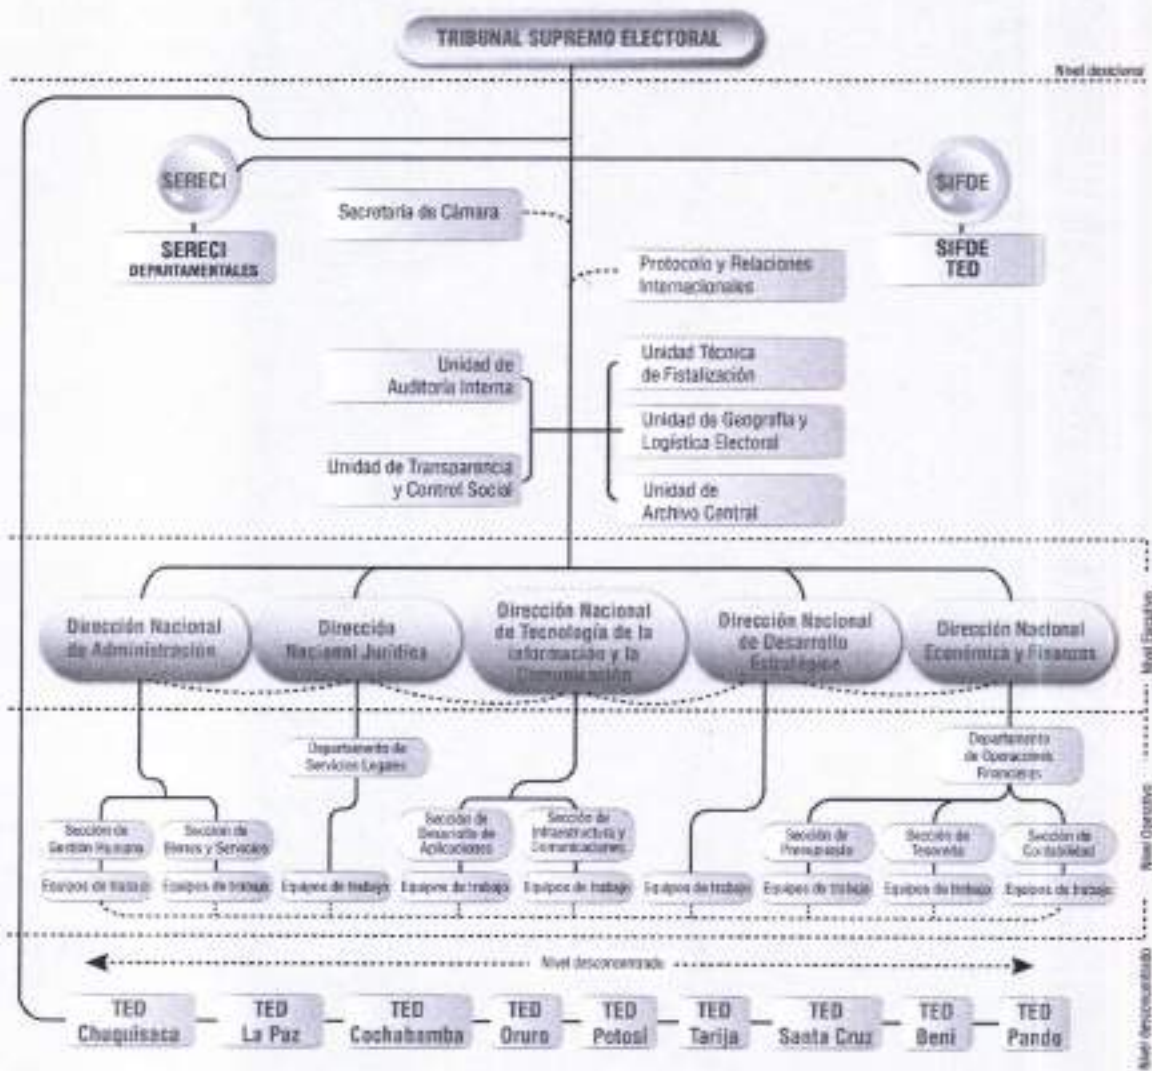 TRIBUNAL SUPREMO ELECTORAL
Nivel decisional
SERECI
SIFDE
Secretaría de Cámara
SERECI
DEPARTAMENTALES
SIFDE
TED
Protocolo y Relaciones
Internacionales
Unidad de
Auditoría Interna
Unidad Técnica
de Fistalización
Unidad de Geografía y
Logística Electoral
Unidad de Transparencia
y Control Social
Unidad de
Archivo Central
Dirección Nacional
de Administración
Dirección
Nacional Jurídica
Dirección Nacional
de Tecnología de la
información y la
Comunicación
Dirección Nacional
de Desarrollo
Estratégico
Dirección Nacional
Económica y Finanzas
Nivel Ejecutivo
Departamento de
Servicios Legales
Departamento
de Operaciones
Financieras
Sección de
Gestión Humana
Sección de
Bienes y Servicios
Sección de
Desarrollo de
Aplicaciones
Sección de
Infraestructura y
Comunicaciones
Sección de
Presupuesto
Sección de
Tesorería
Sección de
Contabilidad
Nivel Operativo
Equipos de trabajo
Equipos de trabajo
Equipos de trabajo
Equipos de trabajo
Equipos de trabajo
Equipos de trabajo
Equipos de trabajo
Equipos de trabajo
Equipos de trabajo
Nivel desconcentrado
Nivel desconcentrado
TED
Chuquisaca
TED
La Paz
TED
Cochabamba
TED
Oruro
TED
Potosí
TED
Tarija
TED
Santa Cruz
TED
Beni
TED
Pando